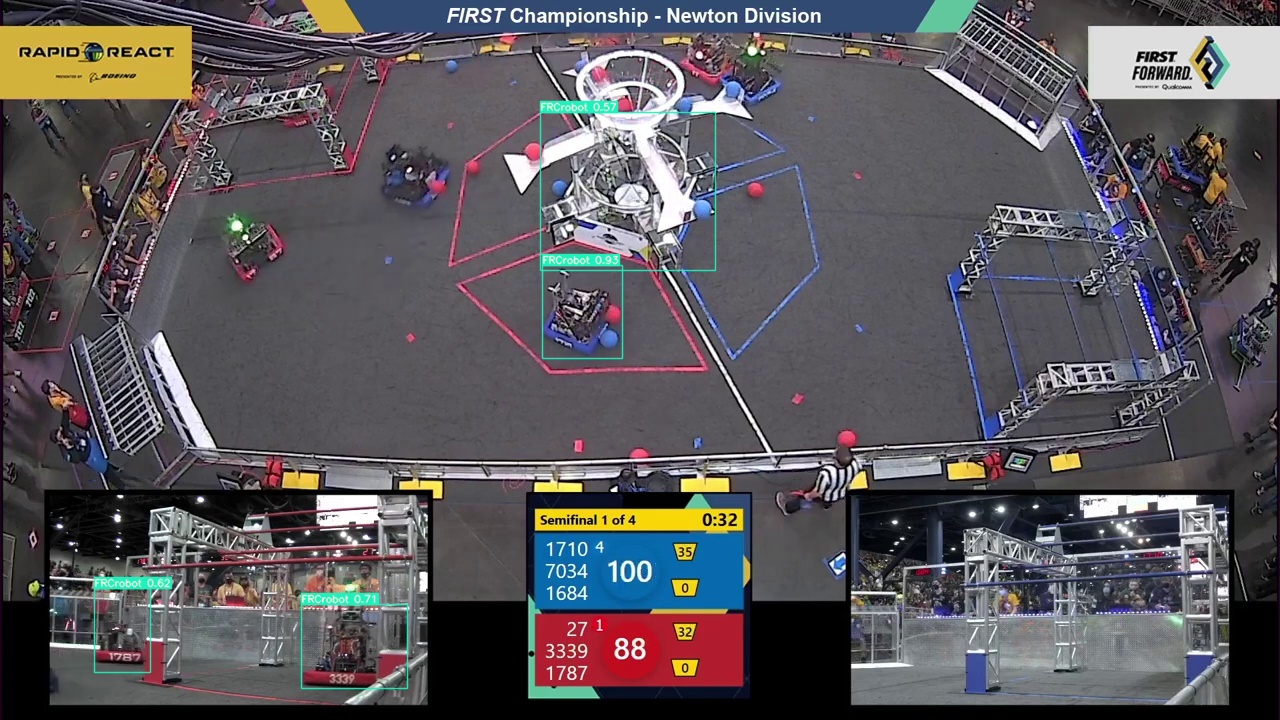 FIRST Championship - Newton Division
RAPID REACT
PRESENTED BY BOEING
FIRST
FORWARD
PRESENTED BY Qualcomm
FRCrobot 0.57
FRCrobot 0.93
FRCrobot 0.62
FRCrobot 0.71
1787
3339
Semifinal 1 of 4 0:32
1710 4
7034
1684
100
35
0
27 1
3339
1787
88
32
0